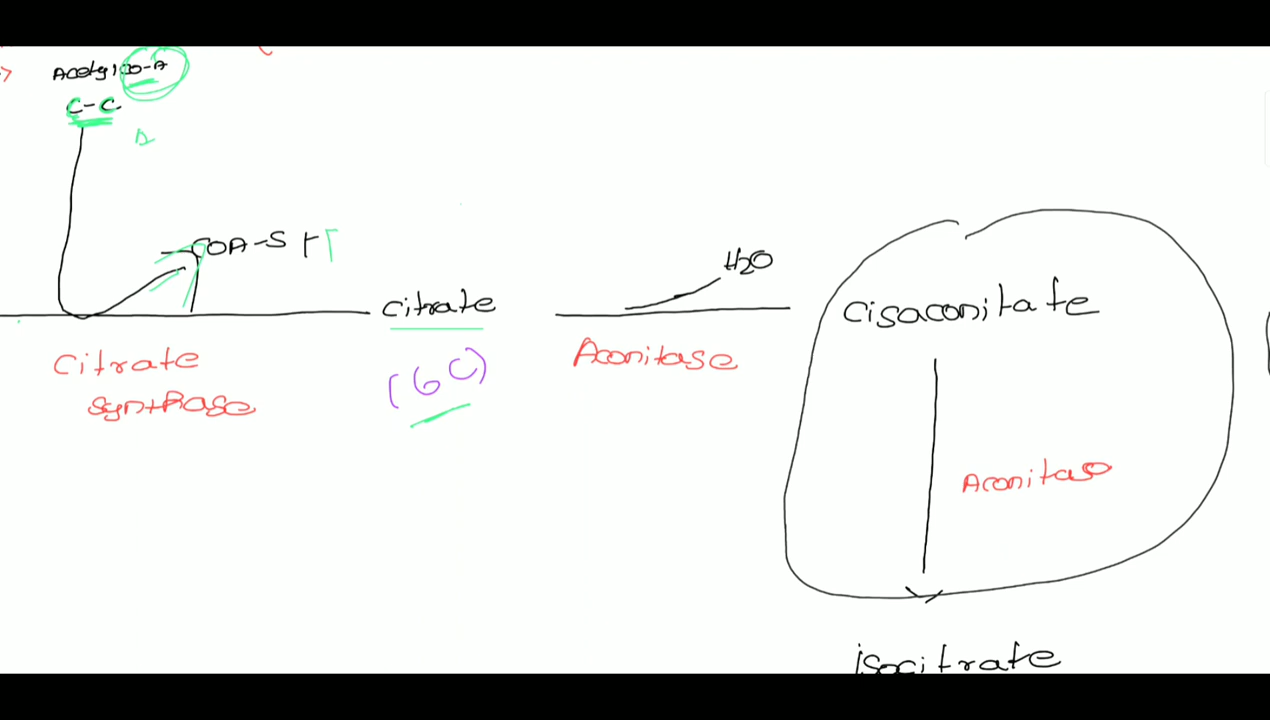 Acetyl co-A
C-C
COA-SH
H2O
citrate
cisaconitate
citrate
synthase
Aconitase
(6C)
Aconitase
isocitrate